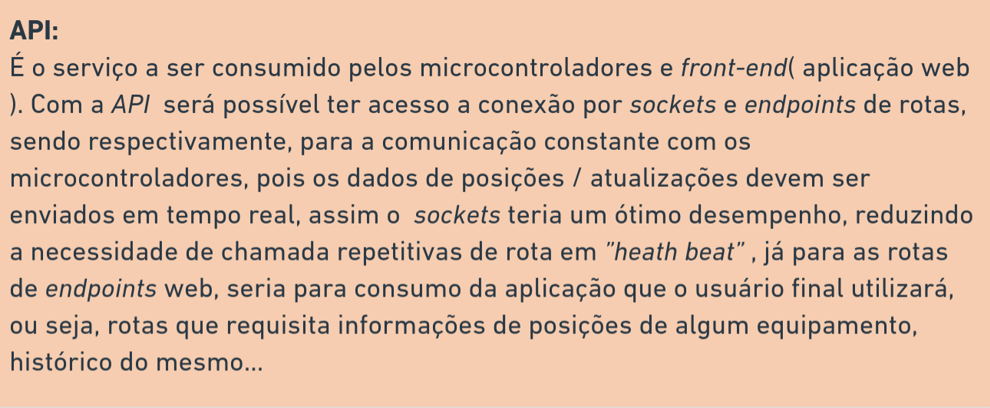 API:
É o serviço a ser consumido pelos microcontroladores e front-end( aplicação web
). Com a API será possível ter acesso a conexão por sockets e endpoints de rotas,
sendo respectivamente, para a comunicação constante com os
microcontroladores, pois os dados de posições / atualizações devem ser
enviados em tempo real, assim o sockets teria um ótimo desempenho, reduzindo
a necessidade de chamada repetitivas de rota em "heath beat" , já para as rotas
de endpoints web, seria para consumo da aplicação que o usuário final utilizará,
ou seja, rotas que requisita informações de posições de algum equipamento,
histórico do mesmo...